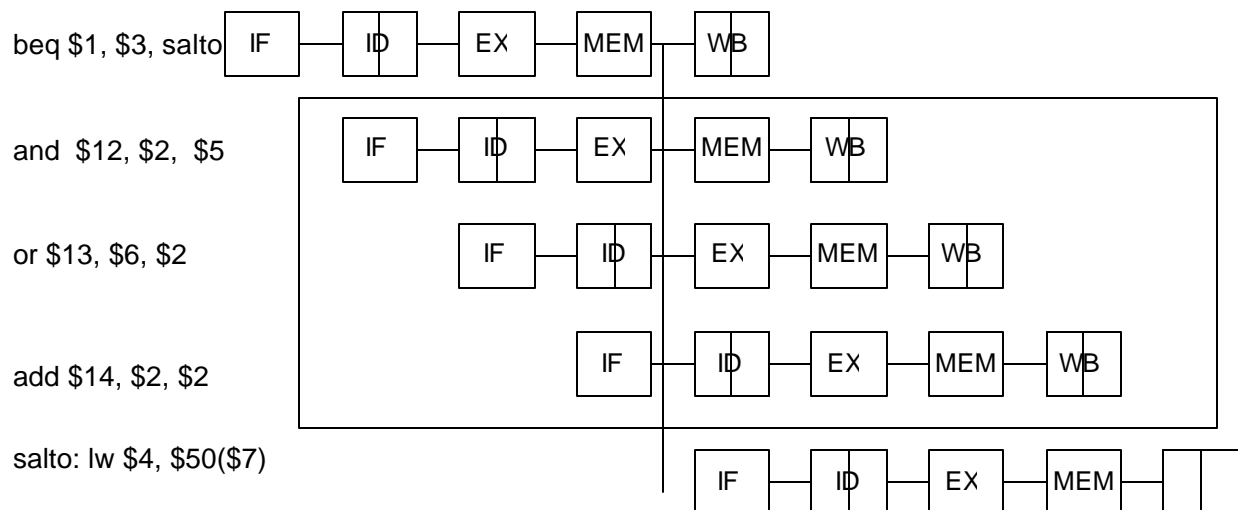 beq $1, $3, salto IF ID EX MEM WB
and $12, $2, $5 IF ID EX MEM WB
or $13, $6, $2 IF ID EX MEM WB
add $14, $2, $2 IF ID EX MEM WB
salto: lw $4, $50($7) IF ID EX MEM